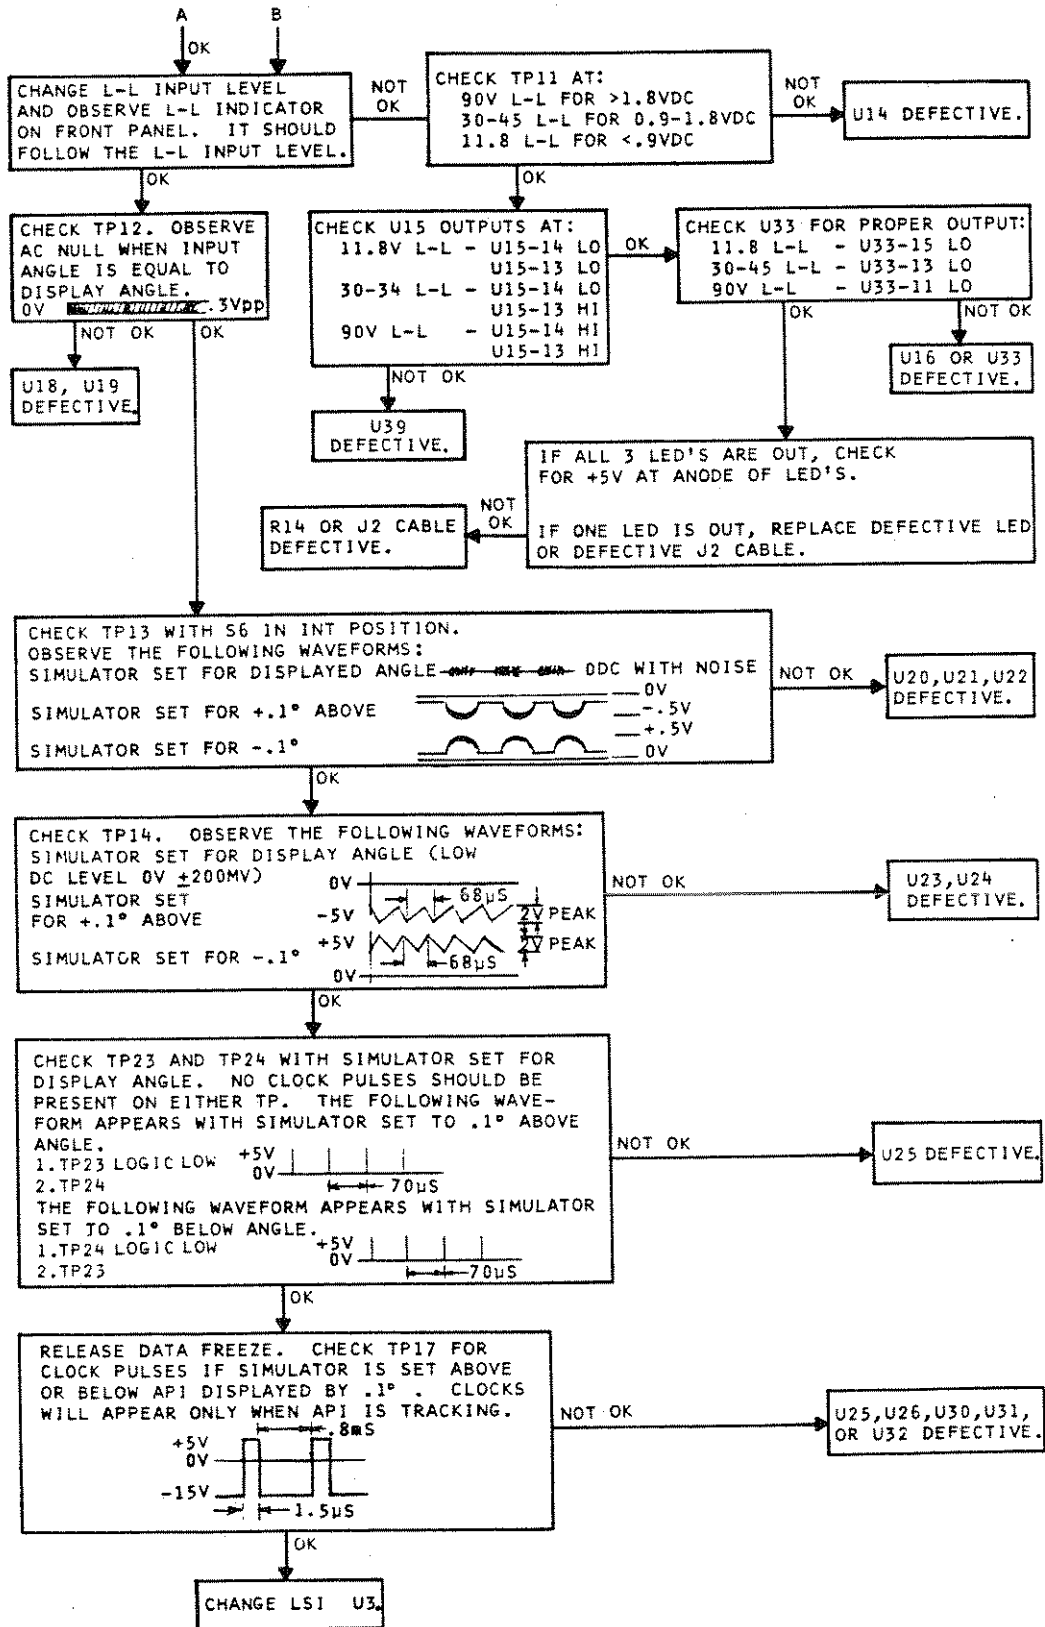 A
B
OK
CHANGE L-L INPUT LEVEL
AND OBSERVE L-L INDICATOR
ON FRONT PANEL. IT SHOULD
FOLLOW THE L-L INPUT LEVEL.
NOT
OK
CHECK TP11 AT:
90V L-L FOR >1.8VDC
30-45 L-L FOR 0.9-1.8VDC
11.8 L-L FOR <.9VDC
NOT
OK
U14 DEFECTIVE.
OK
OK
CHECK TP12. OBSERVE
AC NULL WHEN INPUT
ANGLE IS EQUAL TO
DISPLAY ANGLE.
0V .3Vpp
NOT OK
OK
U18, U19
DEFECTIVE.
CHECK U15 OUTPUTS AT:
11.8V L-L - U15-14 LO
U15-13 LO
30-34 L-L - U15-14 LO
U15-13 HI
90V L-L - U15-14 HI
U15-13 HI
OK
CHECK U33 FOR PROPER OUTPUT:
11.8 L-L - U33-15 LO
30-45 L-L - U33-13 LO
90V L-L - U33-11 LO
OK
NOT OK
U16 OR U33
DEFECTIVE.
NOT OK
U39
DEFECTIVE.
IF ALL 3 LED'S ARE OUT, CHECK
FOR +5V AT ANODE OF LED'S.
IF ONE LED IS OUT, REPLACE DEFECTIVE LED
OR DEFECTIVE J2 CABLE.
NOT
OK
R14 OR J2 CABLE
DEFECTIVE.
CHECK TP13 WITH S6 IN INT POSITION.
OBSERVE THE FOLLOWING WAVEFORMS:
SIMULATOR SET FOR DISPLAYED ANGLE 0DC WITH NOISE
0V
SIMULATOR SET FOR +.1° ABOVE
-.5V
+.5V
SIMULATOR SET FOR -.1°
0V
NOT OK
U20,U21,U22
DEFECTIVE.
OK
CHECK TP14. OBSERVE THE FOLLOWING WAVEFORMS:
SIMULATOR SET FOR DISPLAY ANGLE (LOW
DC LEVEL 0V ±200MV)
0V
68µS
SIMULATOR SET
FOR +.1° ABOVE
-5V
2V PEAK
+5V
2V PEAK
SIMULATOR SET FOR -.1°
68µS
0V
NOT OK
U23,U24
DEFECTIVE.
OK
CHECK TP23 AND TP24 WITH SIMULATOR SET FOR
DISPLAY ANGLE. NO CLOCK PULSES SHOULD BE
PRESENT ON EITHER TP. THE FOLLOWING WAVE-
FORM APPEARS WITH SIMULATOR SET TO .1° ABOVE
ANGLE.
1.TP23 LOGIC LOW +5V
0V
2.TP24 70µS
THE FOLLOWING WAVEFORM APPEARS WITH SIMULATOR
SET TO .1° BELOW ANGLE.
1.TP24 LOGIC LOW +5V
0V
2.TP23 70µS
NOT OK
U25 DEFECTIVE.
OK
RELEASE DATA FREEZE. CHECK TP17 FOR
CLOCK PULSES IF SIMULATOR IS SET ABOVE
OR BELOW API DISPLAYED BY .1° . CLOCKS
WILL APPEAR ONLY WHEN API IS TRACKING.
.8mS
+5V
0V
-15V
1.5µS
NOT OK
U25,U26,U30,U31,
OR U32 DEFECTIVE.
OK
CHANGE LSI U3.